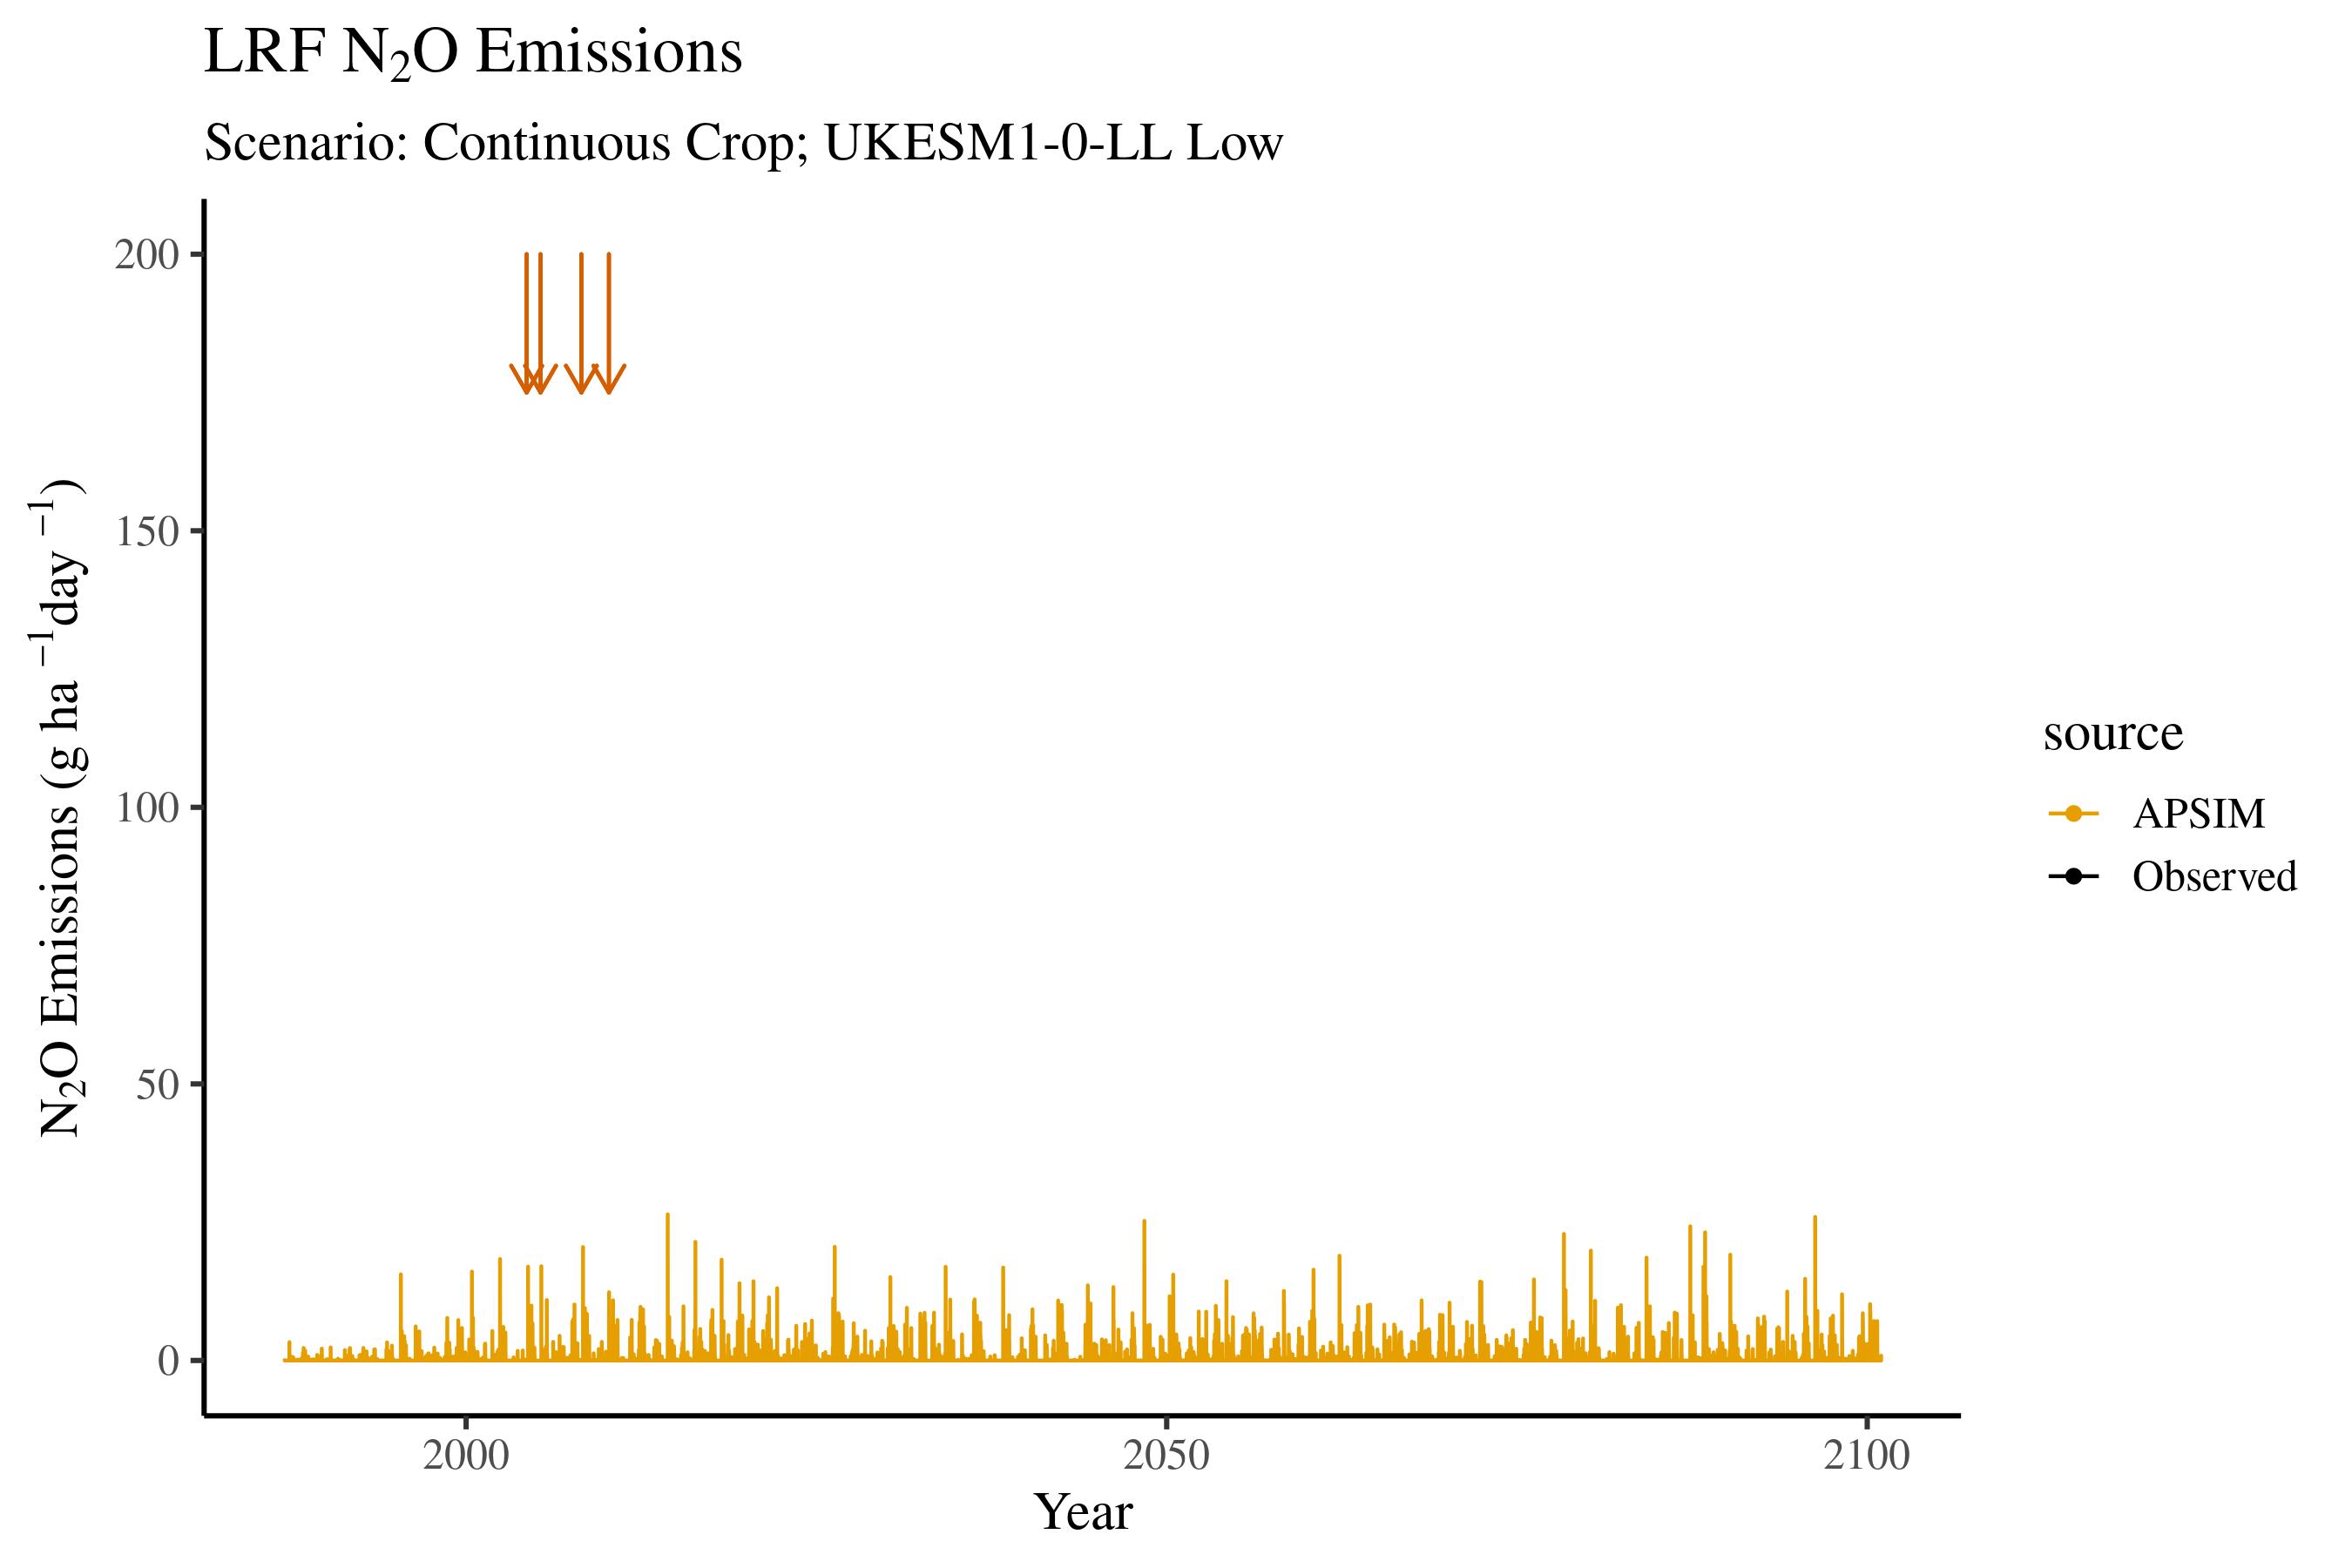 LRF N₂O Emissions
Scenario: Continuous Crop; UKESM1-0-LL Low
N₂O Emissions (g ha ⁻¹day ⁻¹)
200
150
100
50
0
2000 2050 2100
Year
source
APSIM
Observed